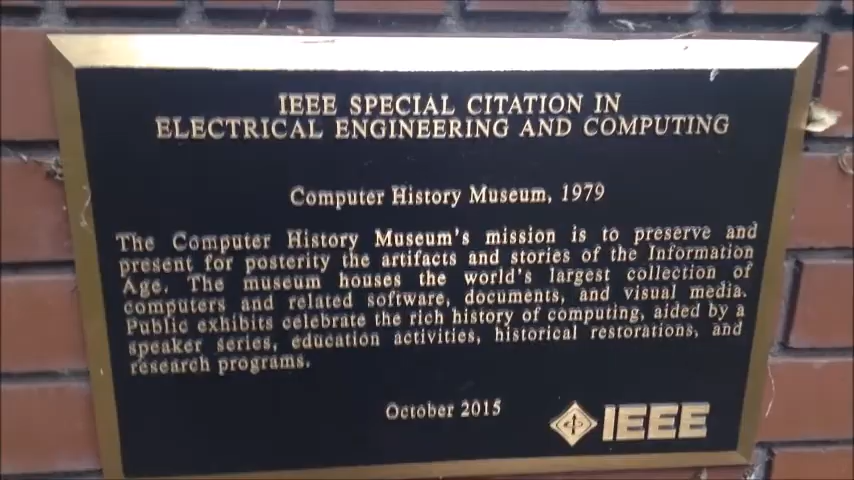 IEEE SPECIAL CITATION IN
ELECTRICAL ENGINEERING AND COMPUTING
Computer History Museum, 1979
The Computer History Museum's mission is to preserve and
present for posterity the artifacts and stories of the Information
Age. The museum houses the world's largest collection of
computers and related software, documents, and visual media.
Public exhibits celebrate the rich history of computing, aided by a
speaker series, education activities, historical restorations, and
research programs.
October 2015
IEEE